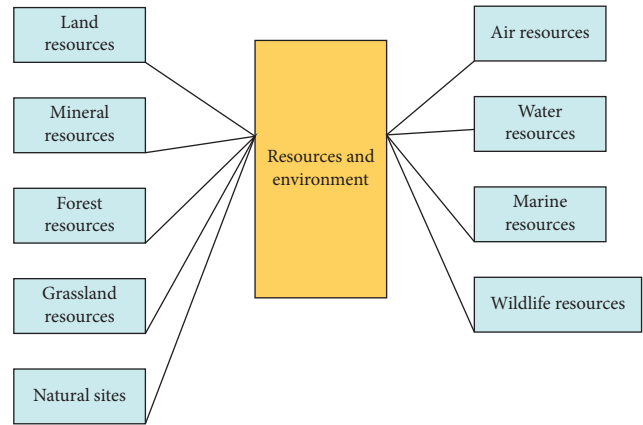 Land
resources
Mineral
resources
Forest
resources
Grassland
resources
Natural sites
Resources and
environment
Air resources
Water
resources
Marine
resources
Wildlife resources